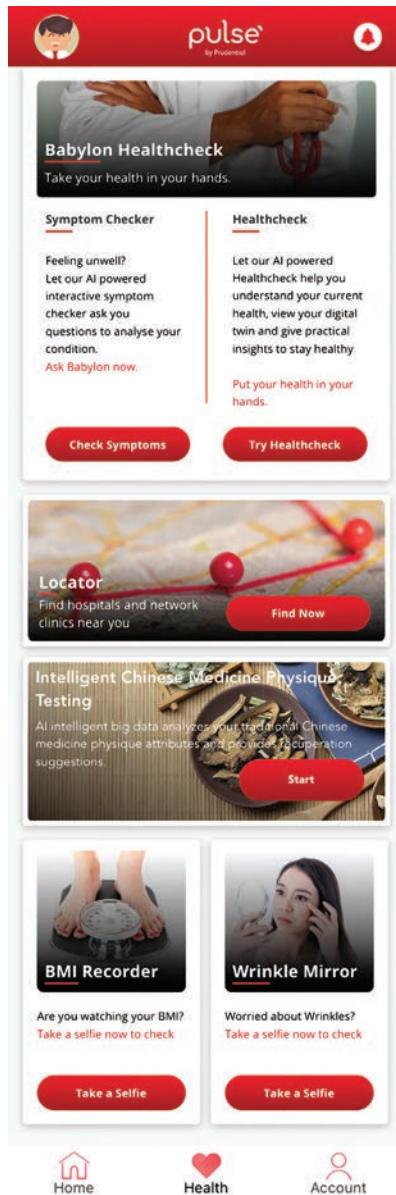 pulse
by Prudential
Babylon Healthcheck
Take your health in your hands.
Symptom Checker
Feeling unwell?
Let our AI powered
interactive symptom
checker ask you
questions to analyse your
condition.
Ask Babylon now.
Check Symptoms
Healthcheck
Let our AI powered
Healthcheck help you
understand your current
health, view your digital
twin and give practical
insights to stay healthy
Put your health in your
hands.
Try Healthcheck
Locator
Find hospitals and network
clinics near you
Find Now
Intelligent Chinese Medicine Physique
Testing
AI intelligent big data analyzes your traditional Chinese
medicine physique attributes and provides recuperation
suggestions.
Start
BMI Recorder
Are you watching your BMI?
Take a selfie now to check
Take a Selfie
Wrinkle Mirror
Worried about Wrinkles?
Take a selfie now to check
Take a Selfie
Home
Health
Account